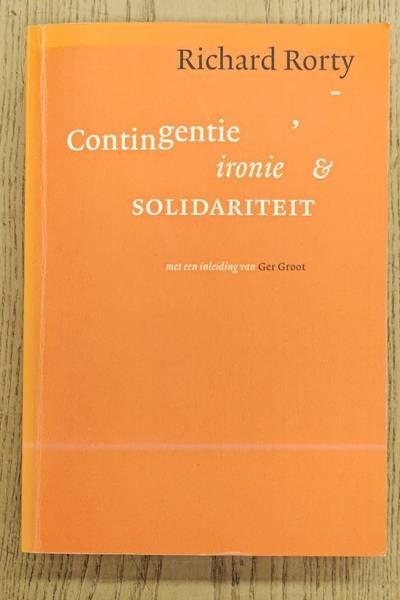 Richard Rorty
-
Contingentie ,
ironie &
SOLIDARITEIT
met een inleiding van Ger Groot